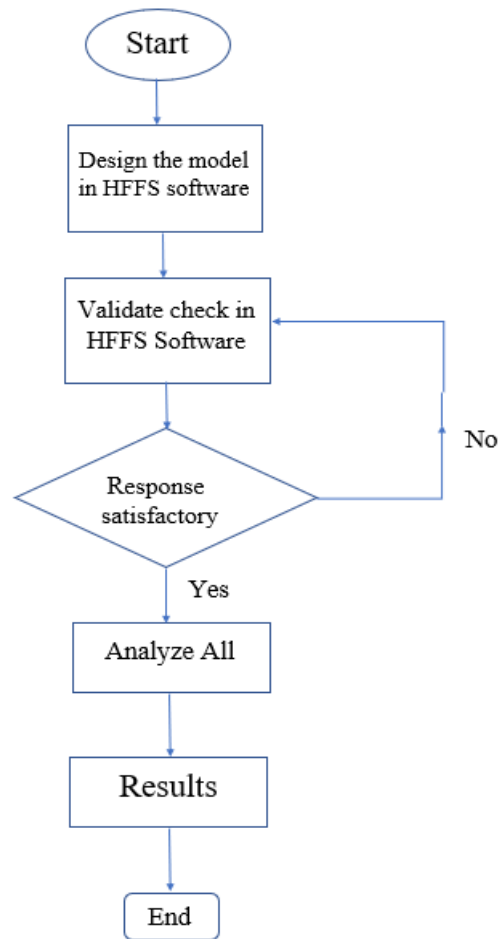 Start
Design the model
in HFFS software
Validate check in
HFFS Software
No
Response
satisfactory
Yes
Analyze All
Results
End